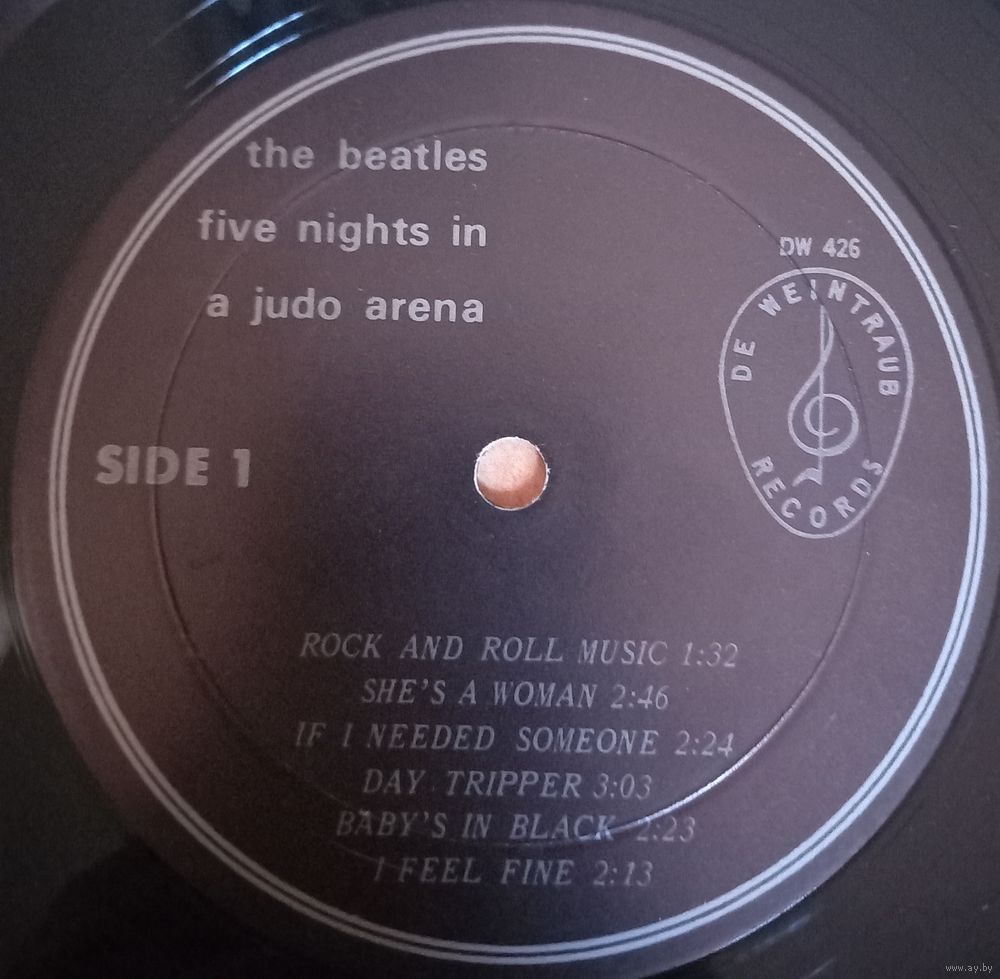 the beatles
five nights in
a judo arena
DW 426
DE WEINTRAUB
RECORDS
SIDE 1
ROCK AND ROLL MUSIC 1:32
SHE'S A WOMAN 2:46
IF I NEEDED SOMEONE 2:24
DAY TRIPPER 3:03
BABY'S IN BLACK 2:23
I FEEL FINE 2:13
www.ay.by